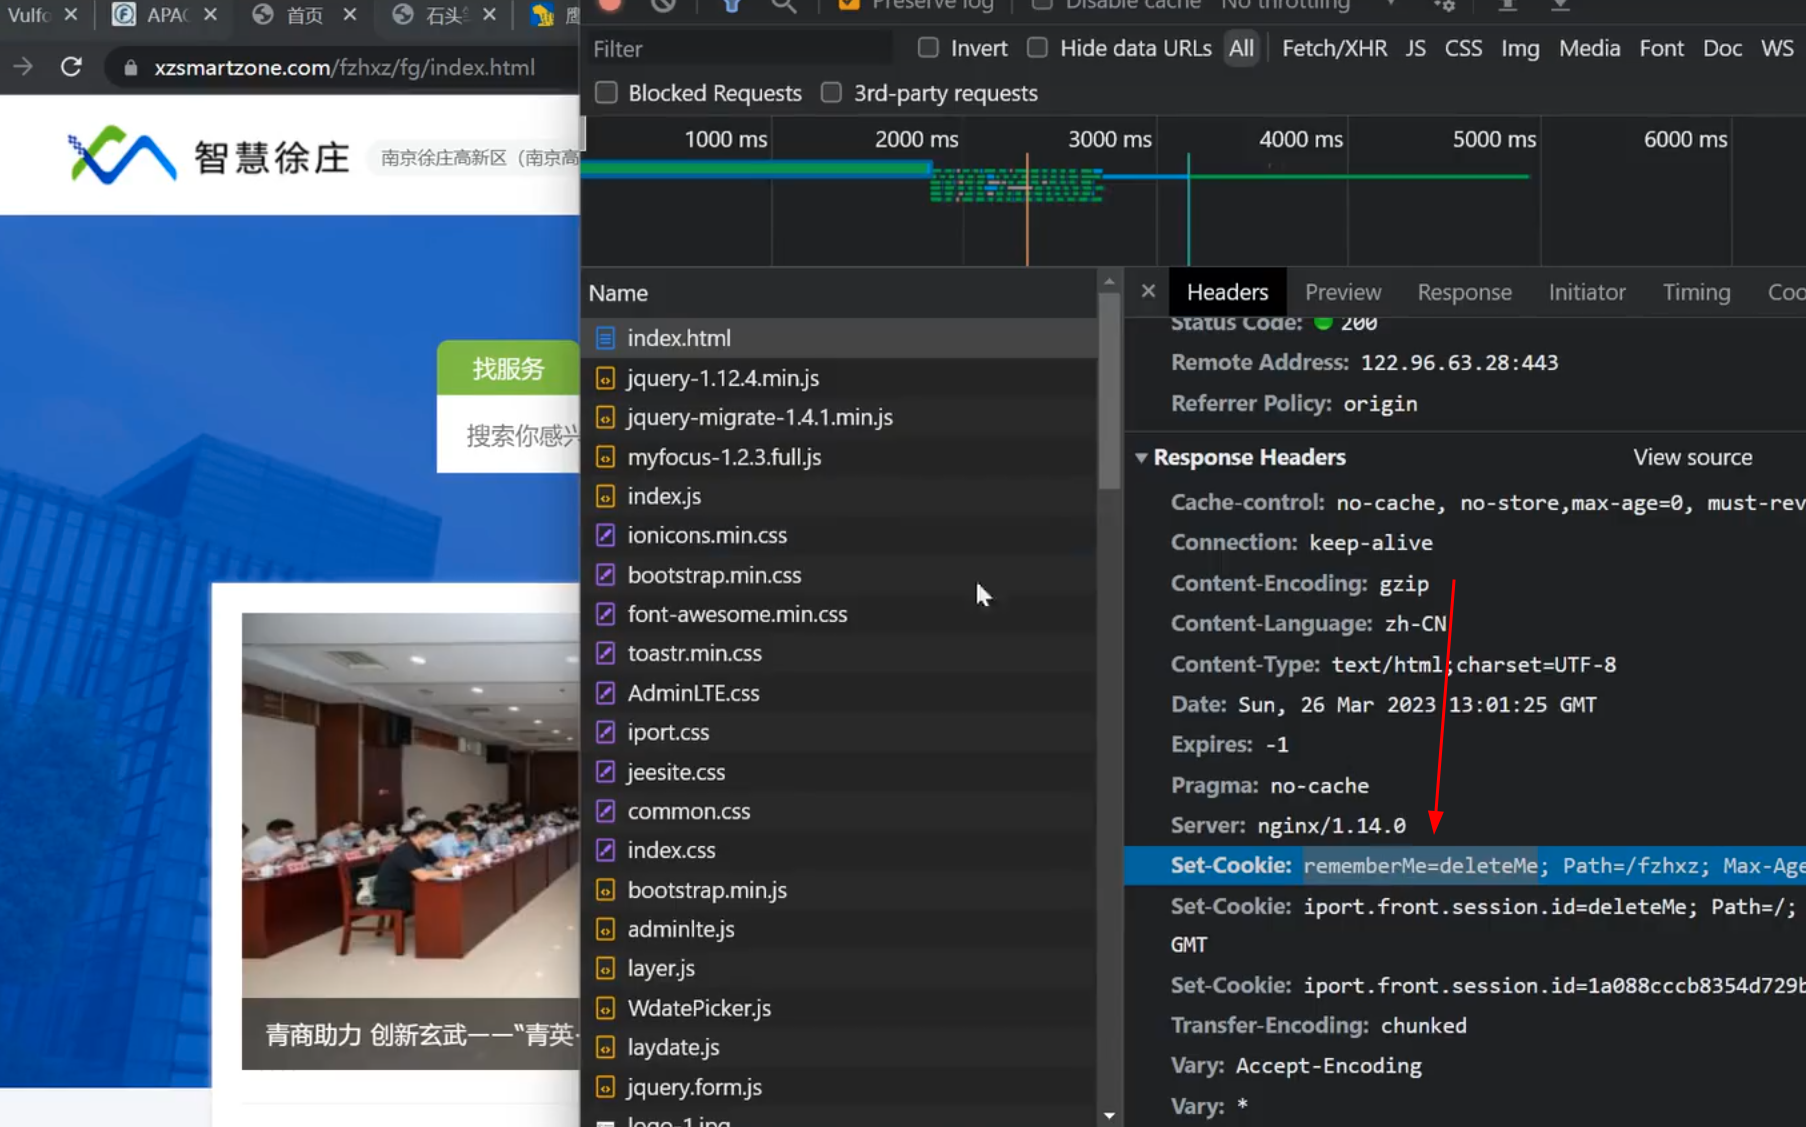 Vulfo
APAC
首页
石头
xzsmartzone.com/fzhxz/fg/index.html
智慧徐庄
南京徐庄高新区（南京高
找服务
搜索你感兴
青商助力 创新玄武——“青英·
Preserve log
Disable cache
No throttling
Filter
Invert
Hide data URLs
All
Fetch/XHR JS CSS Img Media Font Doc WS
Blocked Requests
3rd-party requests
1000 ms 2000 ms 3000 ms 4000 ms 5000 ms 6000 ms
Name
index.html
jquery-1.12.4.min.js
jquery-migrate-1.4.1.min.js
myfocus-1.2.3.full.js
index.js
ionicons.min.css
bootstrap.min.css
font-awesome.min.css
toastr.min.css
AdminLTE.css
iport.css
jeesite.css
common.css
index.css
bootstrap.min.js
adminlte.js
layer.js
WdatePicker.js
laydate.js
jquery.form.js
logo-1.jpg
Headers Preview Response Initiator Timing Coo
Status Code: 200
Remote Address: 122.96.63.28:443
Referrer Policy: origin
Response Headers
View source
Cache-control: no-cache, no-store,max-age=0, must-rev
Connection: keep-alive
Content-Encoding: gzip
Content-Language: zh-CN
Content-Type: text/html;charset=UTF-8
Date: Sun, 26 Mar 2023 13:01:25 GMT
Expires: -1
Pragma: no-cache
Server: nginx/1.14.0
Set-Cookie: rememberMe=deleteMe; Path=/fzhxz; Max-Age
Set-Cookie: iport.front.session.id=deleteMe; Path=/;
GMT
Set-Cookie: iport.front.session.id=1a088cccb8354d729b
Transfer-Encoding: chunked
Vary: Accept-Encoding
Vary: *